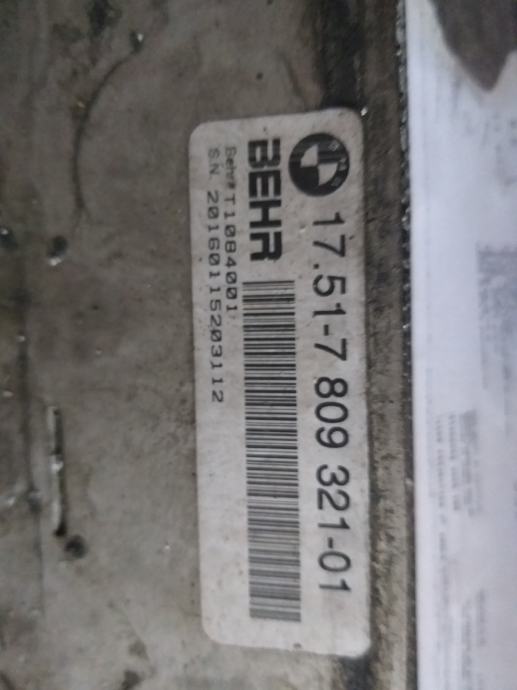 17.51-7 809 321-01
BEHR
Behr# T1084001
S.N. 20160115203112